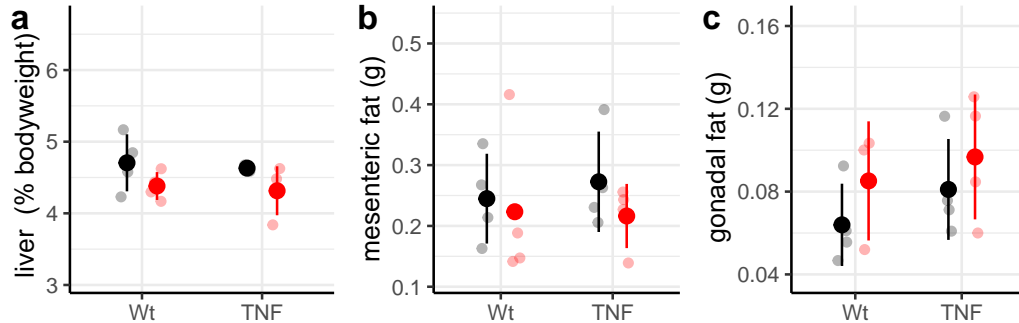 a
liver (% bodyweight)
6
5
4
3
Wt
TNF
b
mesenteric fat (g)
0.5
0.4
0.3
0.2
0.1
Wt
TNF
c
gonadal fat (g)
0.16
0.12
0.08
0.04
Wt
TNF